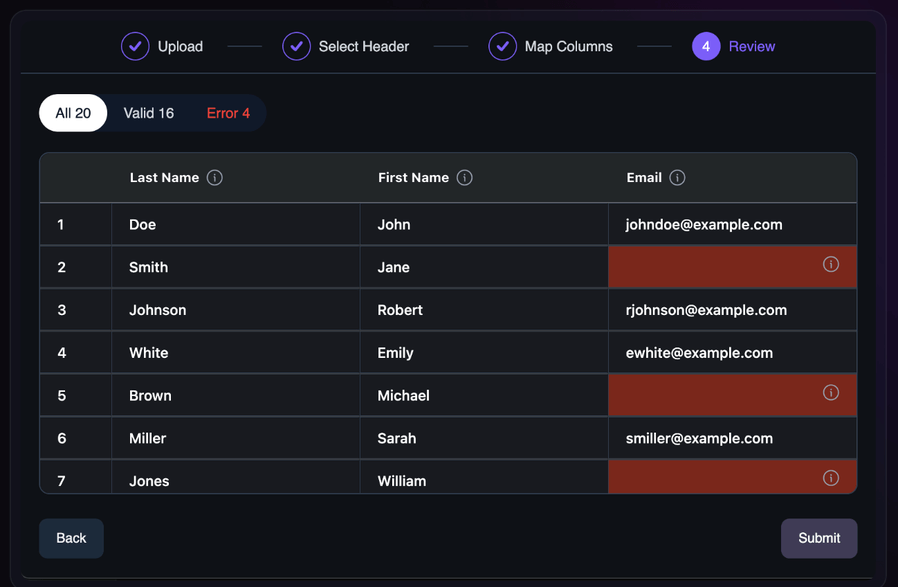 Upload Select Header Map Columns 4 Review
All 20 Valid 16 Error 4
Last Name First Name Email
1 Doe John johndoe@example.com
2 Smith Jane
3 Johnson Robert rjohnson@example.com
4 White Emily ewhite@example.com
5 Brown Michael
6 Miller Sarah smiller@example.com
7 Jones William
Back Submit